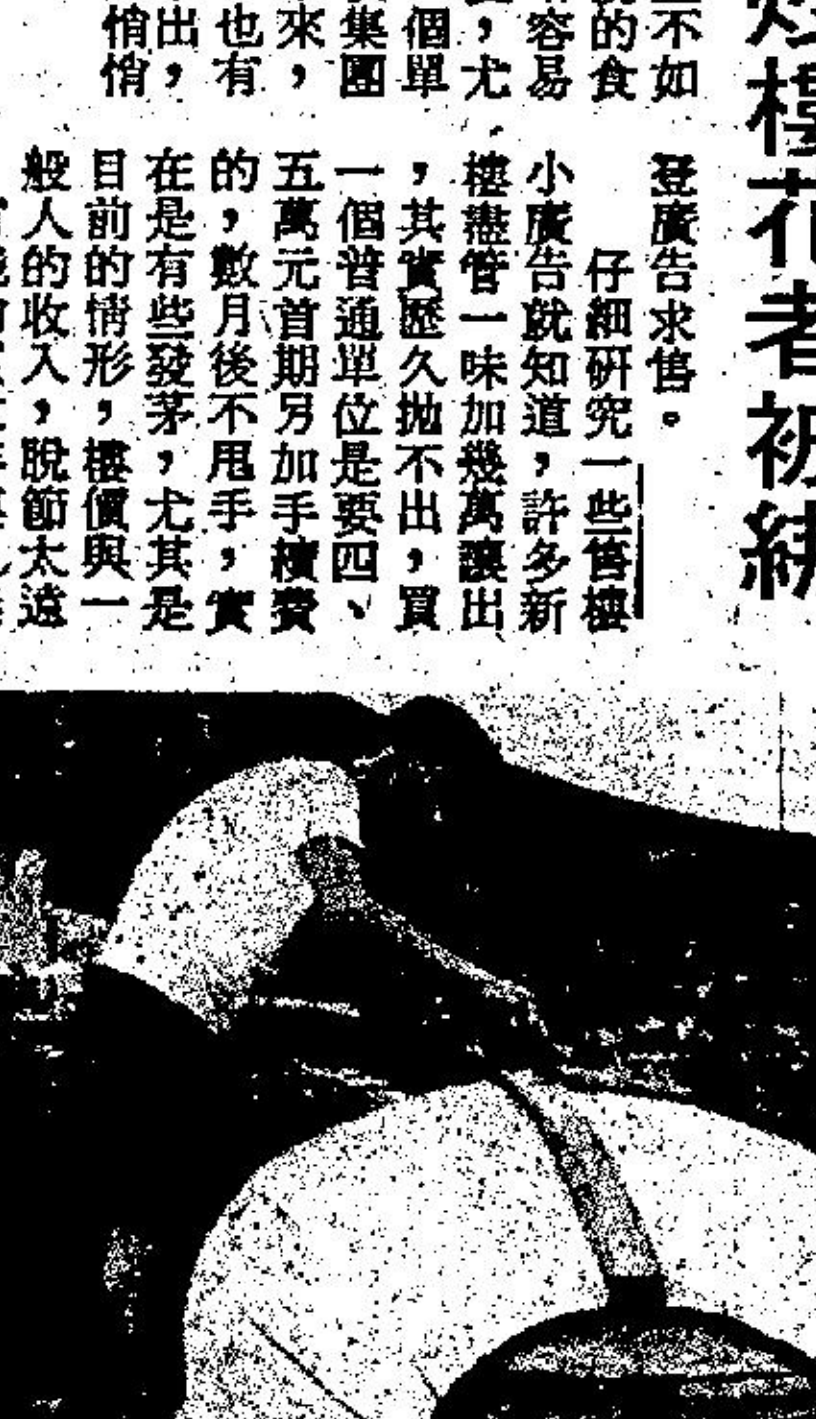 樓花者被綁
不如
的食
容易
，尤
個單
集團
來，
也有
出，
悄悄
登廣告求售。
仔細研究一些售樓
小廣告就知道，許多新
樓盡管一味加幾萬讓出
，其實歷久拋不出，買
一個普通單位是要四、
五萬元首期另加手續費
的，數月後不甩手，實
在是有些發茅，尤其是
目前的情形，樓價與一
般人的收入，脫節太遠